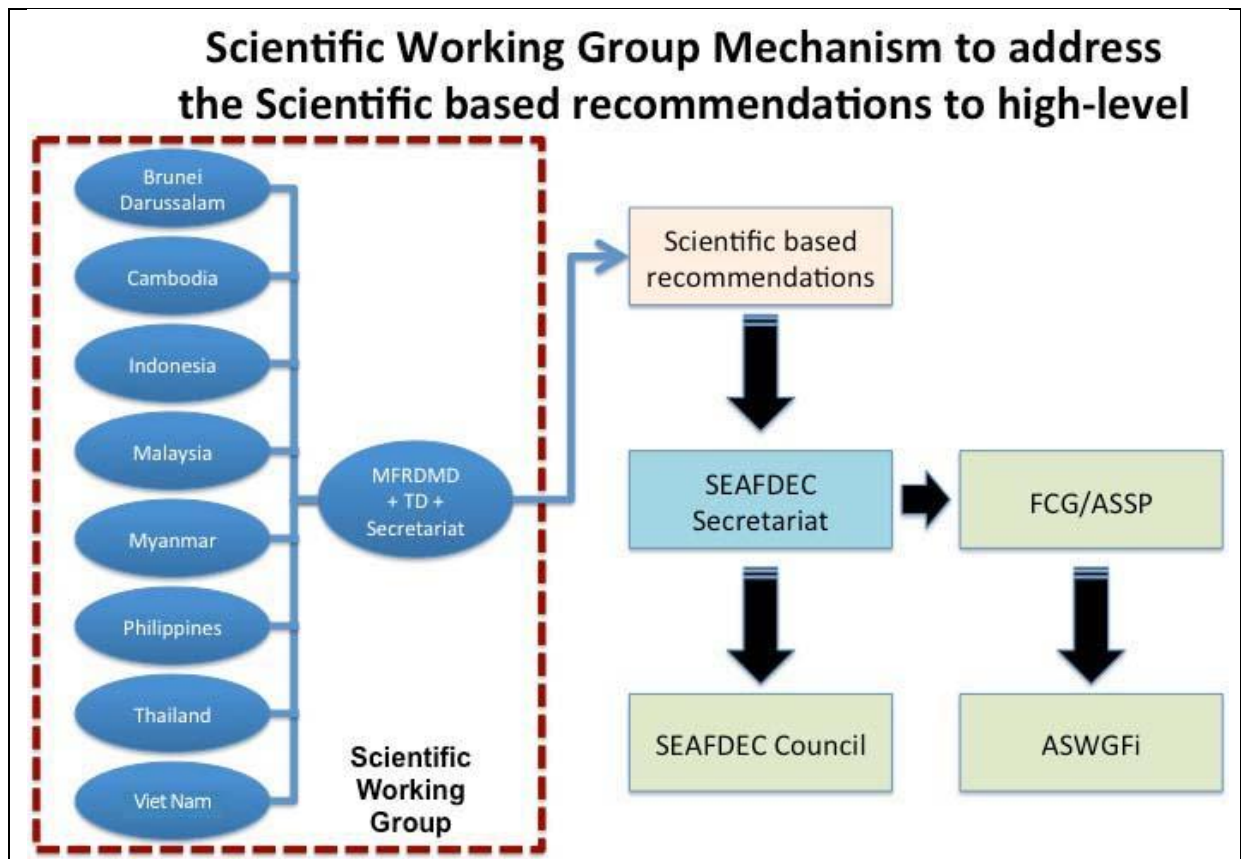 Scientific Working Group Mechanism to address
the Scientific based recommendations to high-level
Brunei
Darussalam
Cambodia
Indonesia
Malaysia
Myanmar
Philippines
Thailand
Viet Nam
MFRDMD
+ TD +
Secretariat
Scientific
Working
Group
Scientific based
recommendations
SEAFDEC
Secretariat
FCG/ASSP
SEAFDEC Council
ASWGFi